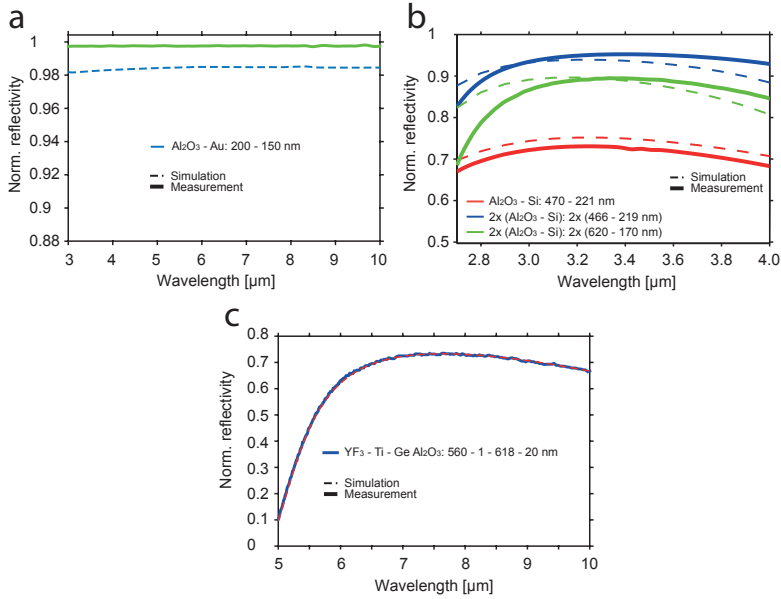 a
Norm. reflectivity
1
0.98
0.96
0.94
0.92
0.9
0.88
Al₂O₃ - Au: 200 - 150 nm
Simulation
Measurement
3 4 5 6 7 8 9 10
Wavelength [µm]
b
Norm. reflectivity
1
0.9
0.8
0.7
0.6
0.5
Al₂O₃ - Si: 470 - 221 nm
2x (Al₂O₃ - Si): 2x (466 - 219 nm)
2x (Al₂O₃ - Si): 2x (620 - 170 nm)
Simulation
Measurement
2.8 3.0 3.2 3.4 3.6 3.8 4.0
Wavelength [µm]
c
Norm. reflectivity
0.8
0.7
0.6
0.5
0.4
0.3
0.2
0.1
0
YF₃ - Ti - Ge Al₂O₃: 560 - 1 - 618 - 20 nm
Simulation
Measurement
5 6 7 8 9 10
Wavelength [µm]